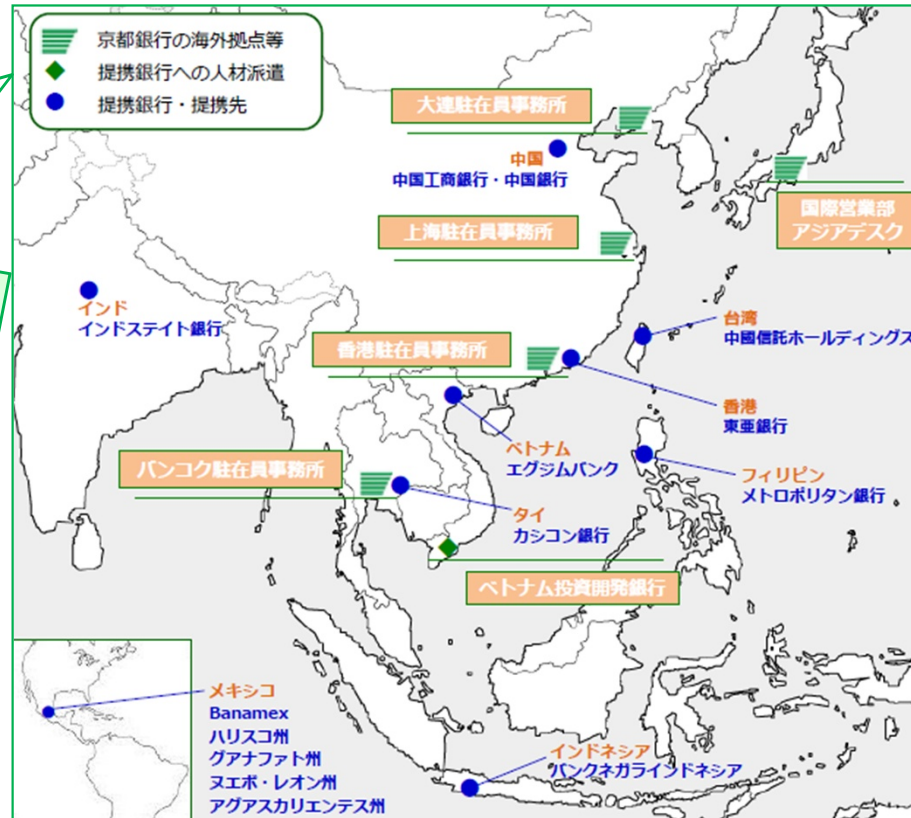 京都銀行の海外拠点等
提携銀行への人材派遣
提携銀行・提携先
大連駐在員事務所
中国
中国工商銀行・中国銀行
国際営業部
アジアデスク
上海駐在員事務所
インド
インドステイト銀行
台湾
中國信託ホールディングス
香港駐在員事務所
香港
東亜銀行
ベトナム
エグジムバンク
バンコク駐在員事務所
フィリピン
メトロポリタン銀行
タイ
カシコン銀行
ベトナム投資開発銀行
メキシコ
Banamex
ハリスコ州
グアナファト州
ヌエボ・レオン州
アグアスカリエンテス州
インドネシア
バンクネガラインドネシア